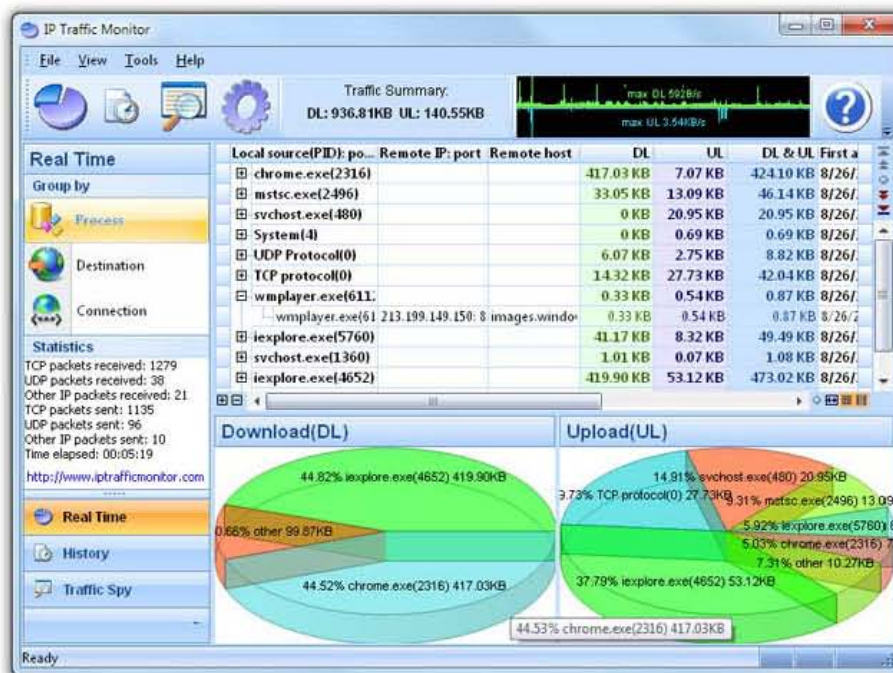 IP Traffic Monitor
File View Tools Help
Traffic Summary:
DL: 936.81KB UL: 140.55KB
max DL 592B/s
max UL 3.54KB/s
Real Time
Group by
Process
Destination
Connection
Statistics
TCP packets received: 1279
UDP packets received: 38
Other IP packets received: 21
TCP packets sent: 1135
UDP packets sent: 96
Other IP packets sent: 10
Time elapsed: 00:05:19
http://www.iptrafficmonitor.com
Real Time
History
Traffic Spy
Local source(PID): po... Remote IP: port Remote host DL UL DL & UL First a
chrome.exe(2316) 417.03 KB 7.07 KB 424.10 KB 8/26/
mstsc.exe(2496) 33.05 KB 13.09 KB 46.14 KB 8/26/
svchost.exe(480) 0 KB 20.95 KB 20.95 KB 8/26/
System(4) 0 KB 0.69 KB 0.69 KB 8/26/
UDP Protocol(0) 6.07 KB 2.75 KB 8.82 KB 8/26/
TCP protocol(0) 14.32 KB 27.73 KB 42.04 KB 8/26/
wmplayer.exe(611 0.33 KB 0.54 KB 0.87 KB 8/26/
wmplayer.exe(61 213.199.149.150: 8 images.windo 0.33 KB 0.54 KB 0.87 KB 8/26/2
iexplore.exe(5760) 41.17 KB 8.32 KB 49.49 KB 8/26/
svchost.exe(1360) 1.01 KB 0.07 KB 1.08 KB 8/26/
iexplore.exe(4652) 419.90 KB 53.12 KB 473.02 KB 8/26/
Download(DL)
44.82% iexplore.exe(4652) 419.90KB
0.66% other 99.87KB
44.52% chrome.exe(2316) 417.03KB
Upload(UL)
14.91% svchost.exe(480) 20.95KB
9.73% TCP protocol(0) 27.73KB
9.31% mstsc.exe(2496) 13.09
5.92% iexplore.exe(5760)
5.03% chrome.exe(2316) 7
7.31% other 10.27KB
37.79% iexplore.exe(4652) 53.12KB
44.53% chrome.exe(2316) 417.03KB
Ready